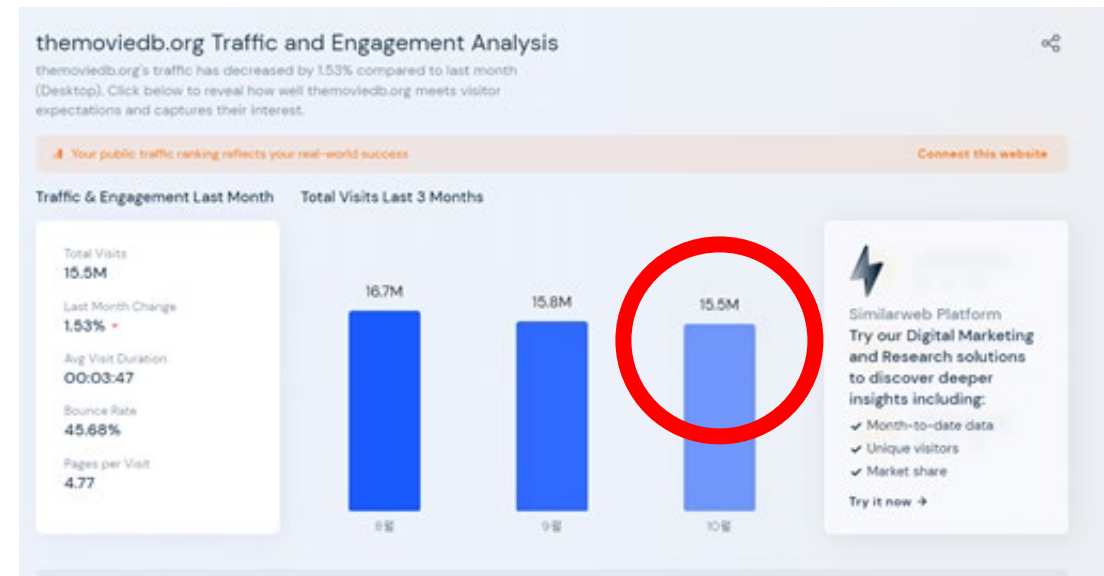 themoviedb.org Traffic and Engagement Analysis
themoviedb.org's traffic has decreased by 1.53% compared to last month
(Desktop). Click below to reveal how well themoviedb.org meets visitor
expectations and captures their interest.
Your public traffic ranking reflects your real-world success
Connect this website
Traffic & Engagement Last Month
Total Visits Last 3 Months
Total Visits
15.5M
Last Month Change
1.53%
Avg Visit Duration
00:03:47
Bounce Rate
45.68%
Pages per Visit
4.77
16.7M
15.8M
15.5M
8월
9월
10월
Similarweb Platform
Try our Digital Marketing
and Research solutions
to discover deeper
insights including:
Month-to-date data
Unique visitors
Market share
Try it now →